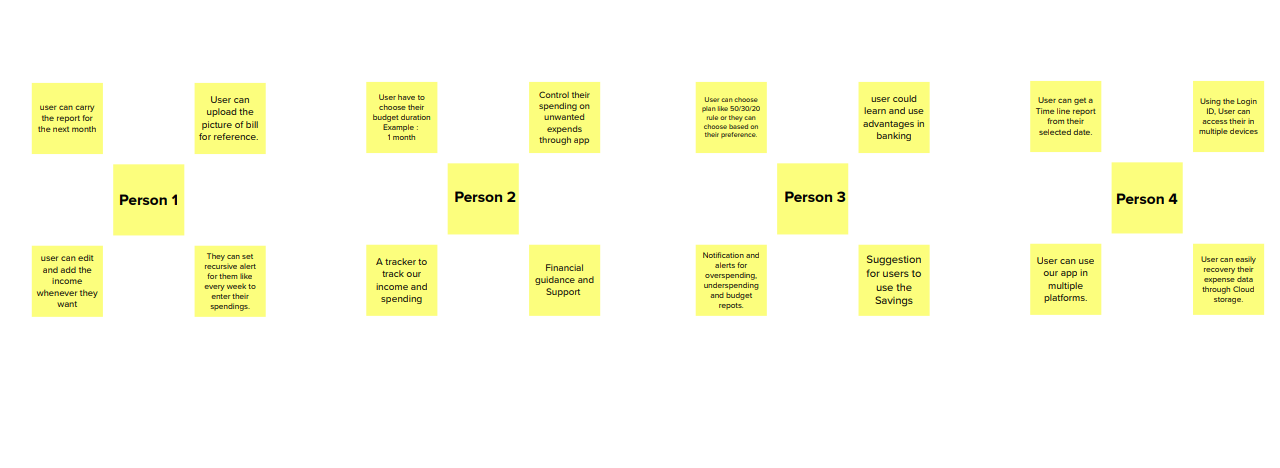 user can carry
the report for
the next month
User can
upload the
picture of bill
for reference.
Person 1
user can edit
and add the
income
whenever they
want
They can set
recursive alert
for them like
every week to
enter their
spendings.
User have to
choose their
budget duration
Example :
1 month
Control their
spending on
unwanted
expends
through app
Person 2
A tracker to
track our
income and
spending
Financial
guidance and
Support
User can choose
plan like 50/30/20
rule or they can
choose based on
their preference.
user could
learn and use
advantages in
banking
Person 3
Notification and
alerts for
overspending,
underspending
and budget
repots.
Suggestion
for users to
use the
Savings
User can get a
Time line report
from their
selected date.
Using the Login
ID, User can
access their in
multiple devices
Person 4
User can use
our app in
multiple
platforms.
User can easily
recovery their
expense data
through Cloud
storage.